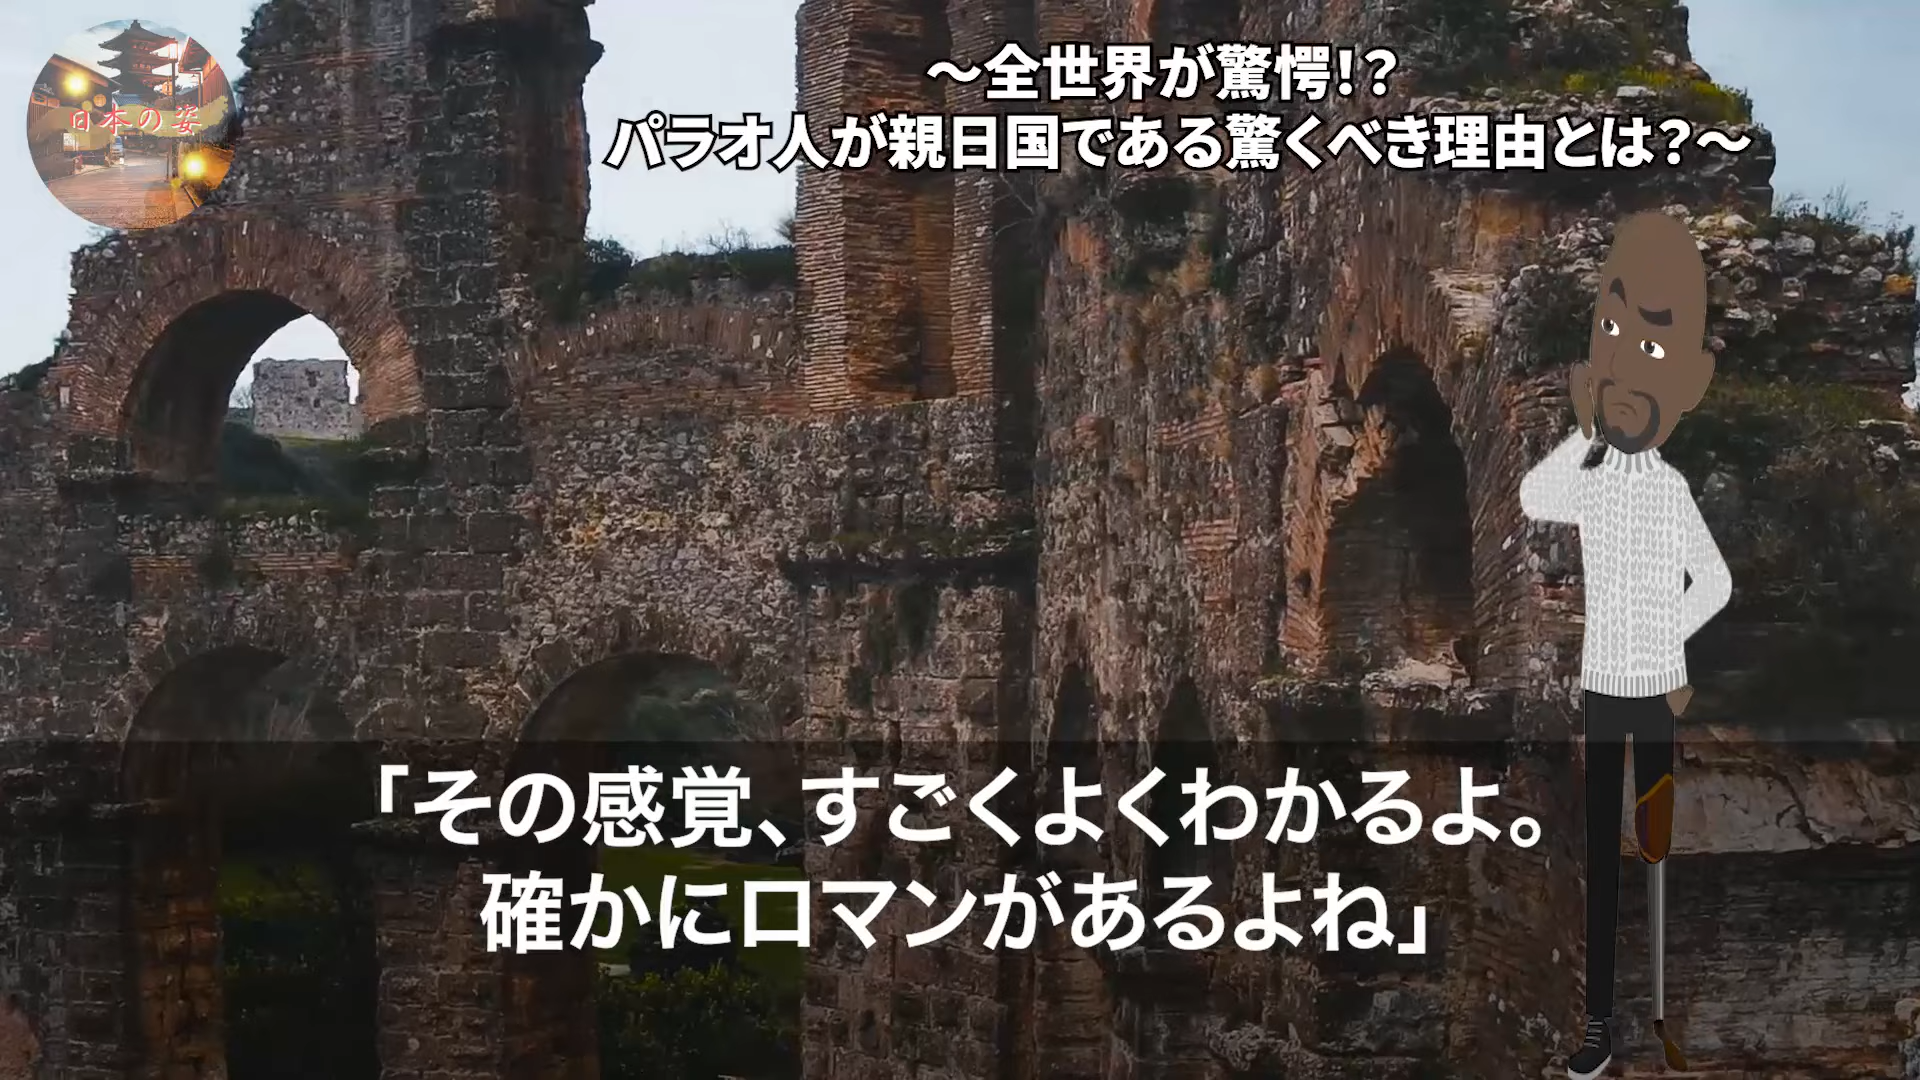 日本の姿
～全世界が驚愕!?
パラオ人が親日国である驚くべき理由とは?～
「その感覚、すごくよくわかるよ。
確かにロマンがあるよね」